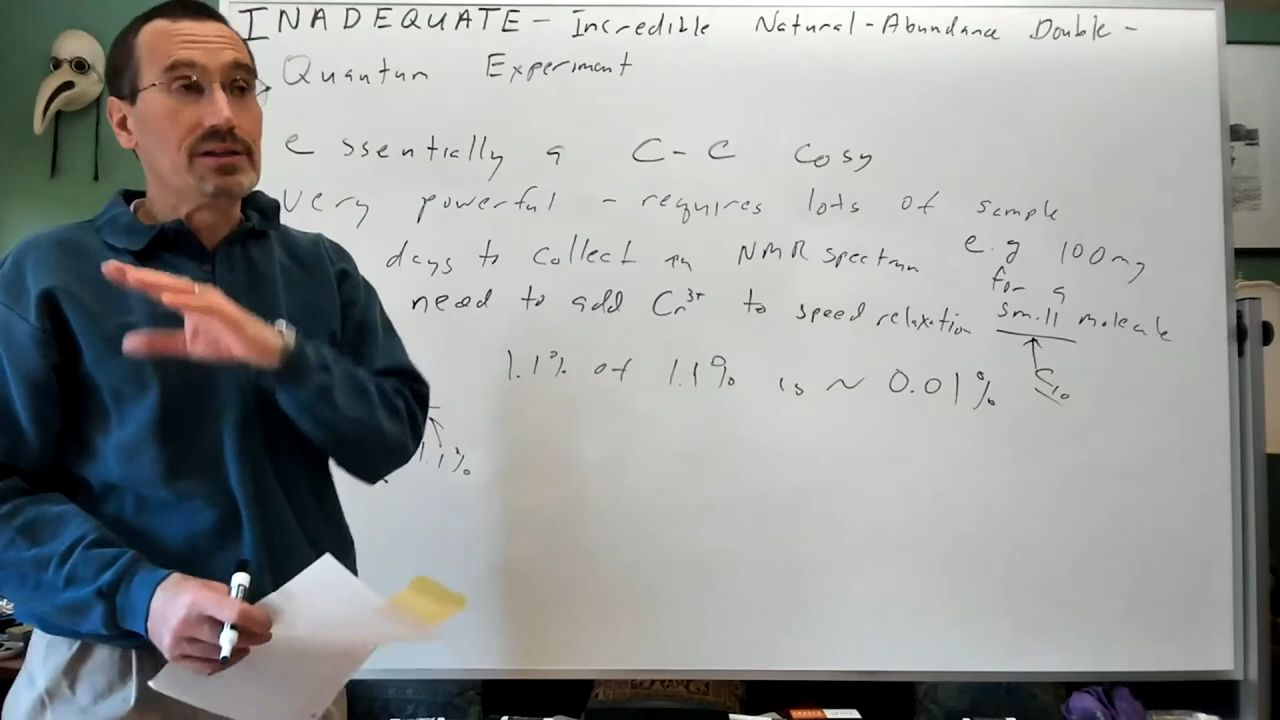 INADEQUATE - Incredible Natural-Abundance Double-
Quantum Experiment
essentially a C-C COSY
very powerful - requires lots of sample
days to collect an NMR spectrum e.g 100mg
for a
need to add Cr3+ to speed relaxation small molecule
1.1% of 1.1% is ~ 0.01% C10
1.1%